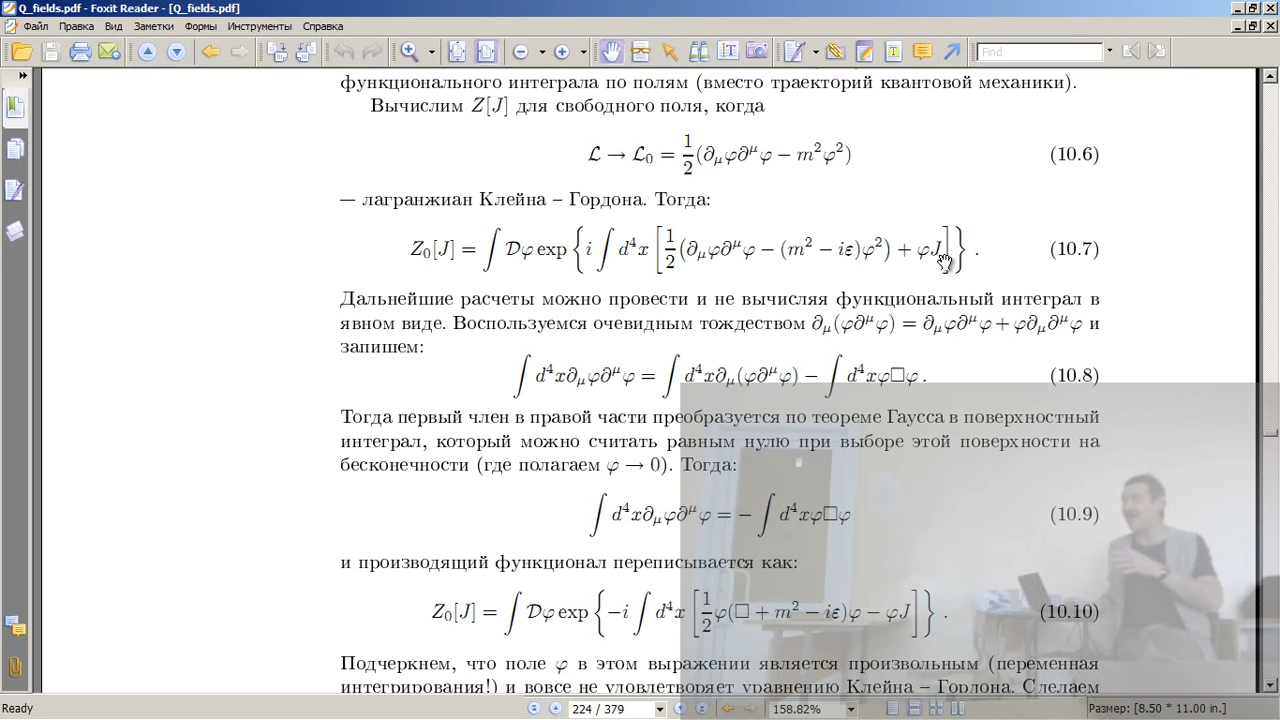 Q_fields.pdf - Foxit Reader - [Q_fields.pdf]
Файл Правка Вид Заметки Формы Инструменты Справка
Find
функционального интеграла по полям (вместо траекторий квантовой механики).
Вычислим Z[J] для свободного поля, когда
ℒ → ℒ₀ = 1/2(∂_μφ∂^μφ − m²φ²) (10.6)
— лагранжиан Клейна – Гордона. Тогда:
Z₀[J] = ∫ 𝒟φ exp { i ∫ d⁴x [ 1/2 (∂_μφ∂^μφ − (m² − iε)φ²) + φJ ] } . (10.7)
Дальнейшие расчеты можно провести и не вычисляя функциональный интеграл в
явном виде. Воспользуемся очевидным тождеством ∂_μ(φ∂^μφ) = ∂_μφ∂^μφ + φ∂_μ∂^μφ и
запишем:
∫ d⁴x∂_μφ∂^μφ = ∫ d⁴x∂_μ(φ∂^μφ) − ∫ d⁴xφ□φ . (10.8)
Тогда первый член в правой части преобразуется по теореме Гаусса в поверхностный
интеграл, который можно считать равным нулю при выборе этой поверхности на
бесконечности (где полагаем φ → 0). Тогда:
∫ d⁴x∂_μφ∂^μφ = − ∫ d⁴xφ□φ (10.9)
и производящий функционал переписывается как:
Z₀[J] = ∫ 𝒟φ exp { −i ∫ d⁴x [ 1/2 φ(□ + m² − iε)φ − φJ ] } . (10.10)
Подчеркнем, что поле φ в этом выражении является произвольным (переменная
интегрирования!) и вовсе не удовлетворяет уравнению Клейна – Гордона. Сделаем
Ready 224 / 379 158.82% Размер: [8.50 * 11.00 in.]